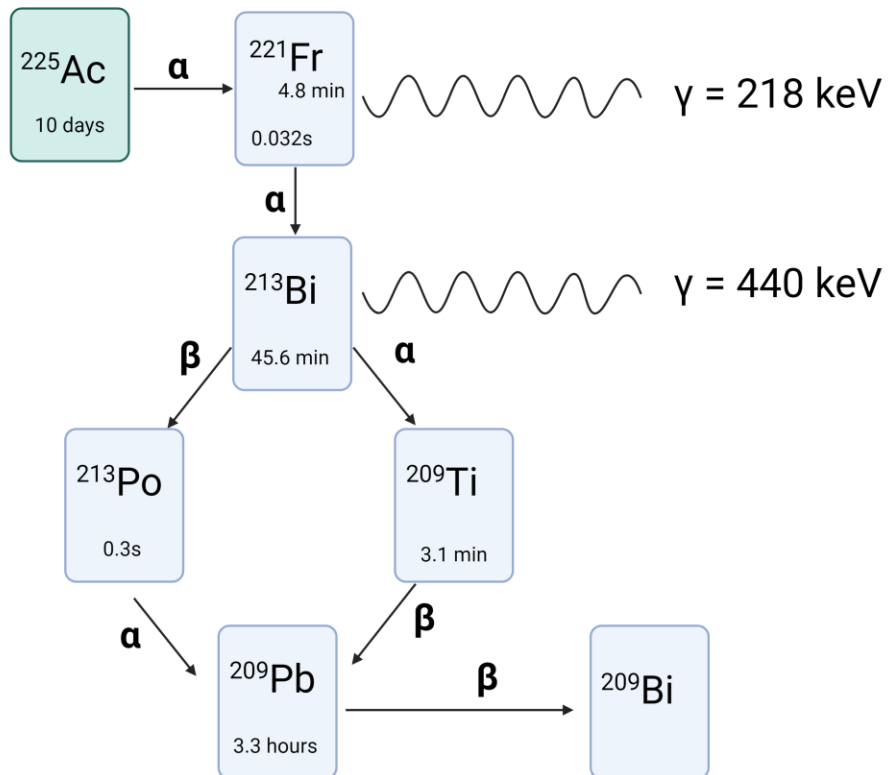 ²²⁵Ac
10 days
α
²²¹Fr
4.8 min
0.032s
γ = 218 keV
α
²¹³Bi
45.6 min
γ = 440 keV
β
α
²¹³Po
0.3s
²⁰⁹Ti
3.1 min
α
β
²⁰⁹Pb
3.3 hours
β
²⁰⁹Bi